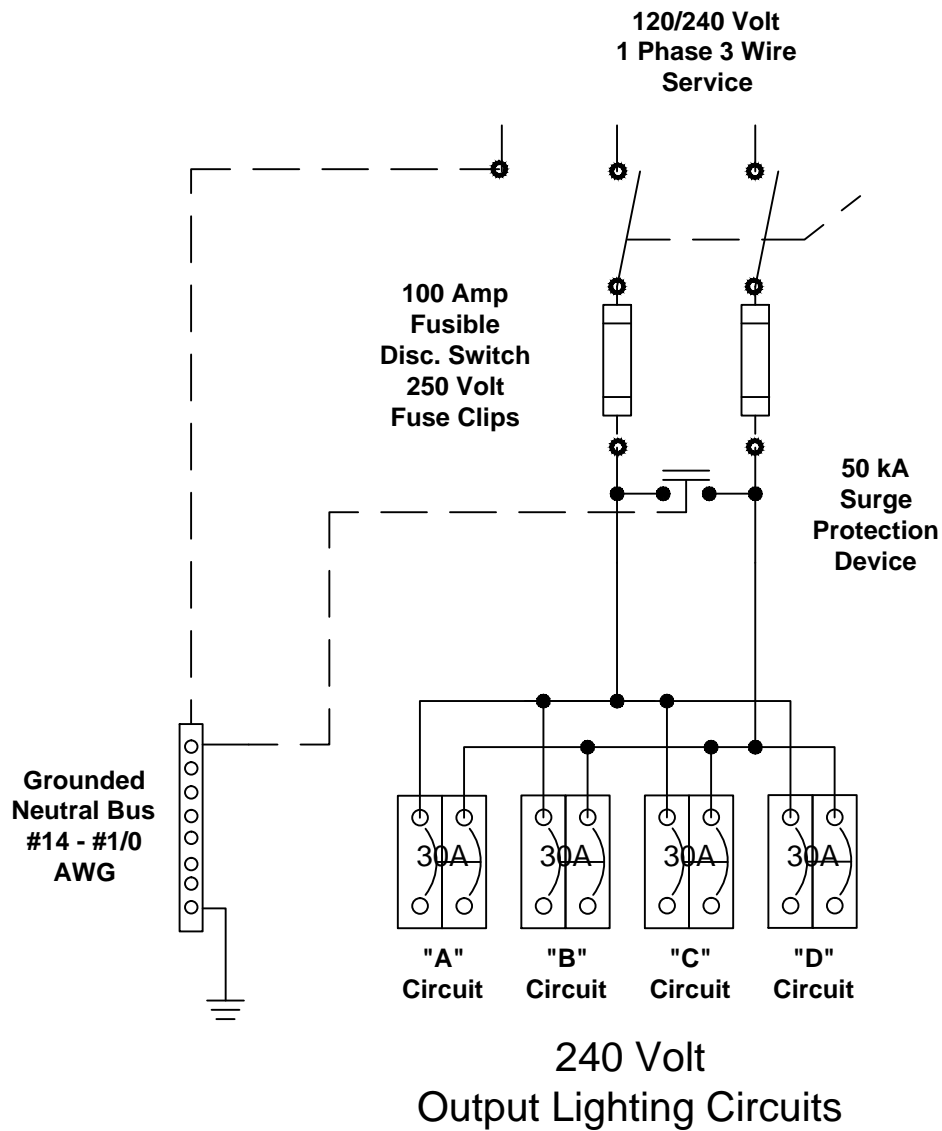 120/240 Volt
1 Phase 3 Wire
Service
100 Amp
Fusible
Disc. Switch
250 Volt
Fuse Clips
50 kA
Surge
Protection
Device
Grounded
Neutral Bus
#14 - #1/0
AWG
30A
30A
30A
30A
"A"
Circuit
"B"
Circuit
"C"
Circuit
"D"
Circuit
240 Volt
Output Lighting Circuits